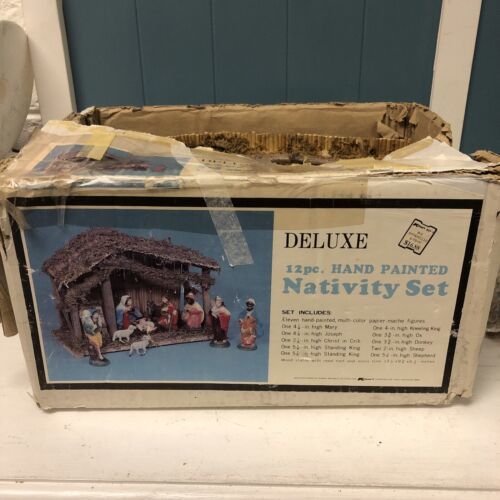 DELUXE
12pc. HAND PAINTED
Nativity Set
$16.88
SET INCLUDES:
Eleven hand-painted, multi-color papier-mache figures
One 4½-in. high Mary
One 4½-in. high Joseph
One 2½-in. high Christ in Crib
One 5½-in. high Standing King
One 5½-in. high Standing King
One 4-in. high Kneeling King
One 3½-in. high Ox
One 3½-in. high Donkey
Two 2-in. high Sheep
One 5½-in. high Shepherd